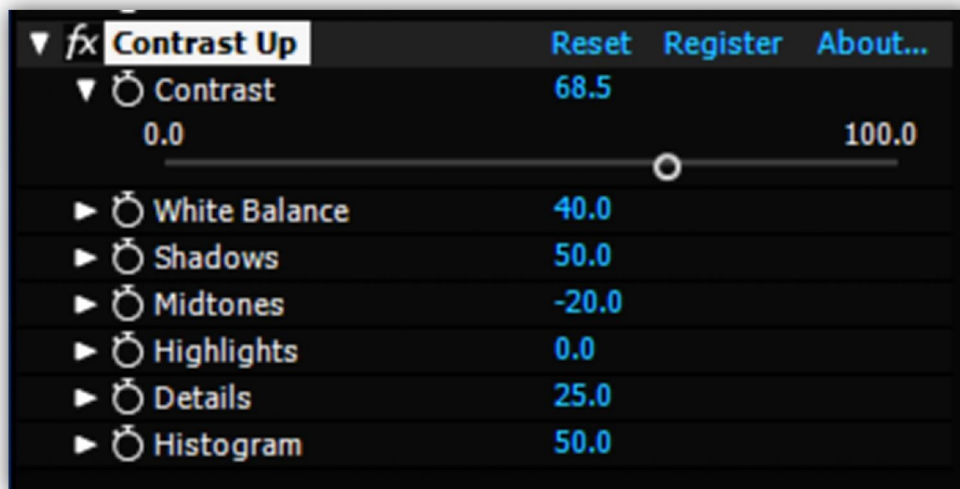 fx Contrast Up Reset Register About...
Contrast 68.5
0.0 100.0
White Balance 40.0
Shadows 50.0
Midtones -20.0
Highlights 0.0
Details 25.0
Histogram 50.0